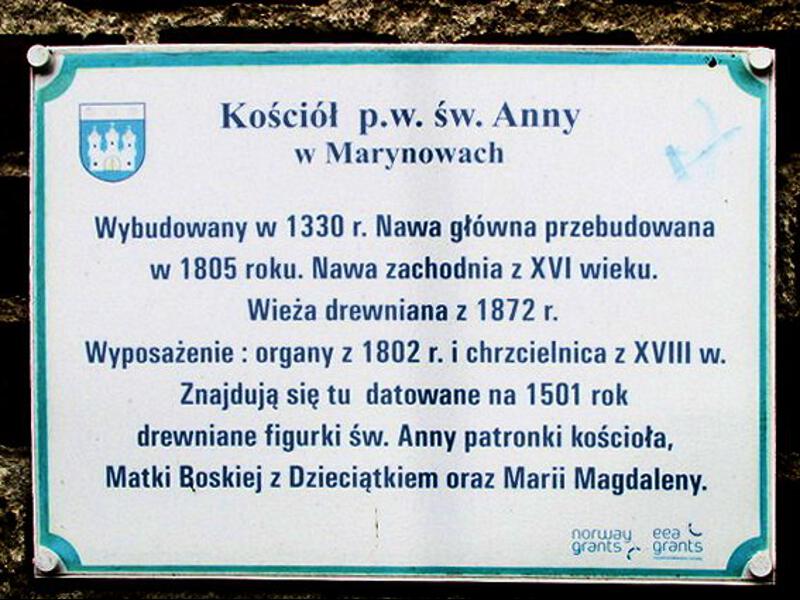 Kościół p.w. św. Anny
w Marynowach
Wybudowany w 1330 r. Nawa główna przebudowana
w 1805 roku. Nawa zachodnia z XVI wieku.
Wieża drewniana z 1872 r.
Wyposażenie : organy z 1802 r. i chrzcielnica z XVIII w.
Znajdują się tu datowane na 1501 rok
drewniane figurki św. Anny patronki kościoła,
Matki Boskiej z Dzieciątkiem oraz Marii Magdaleny.
norway grants
eea grants